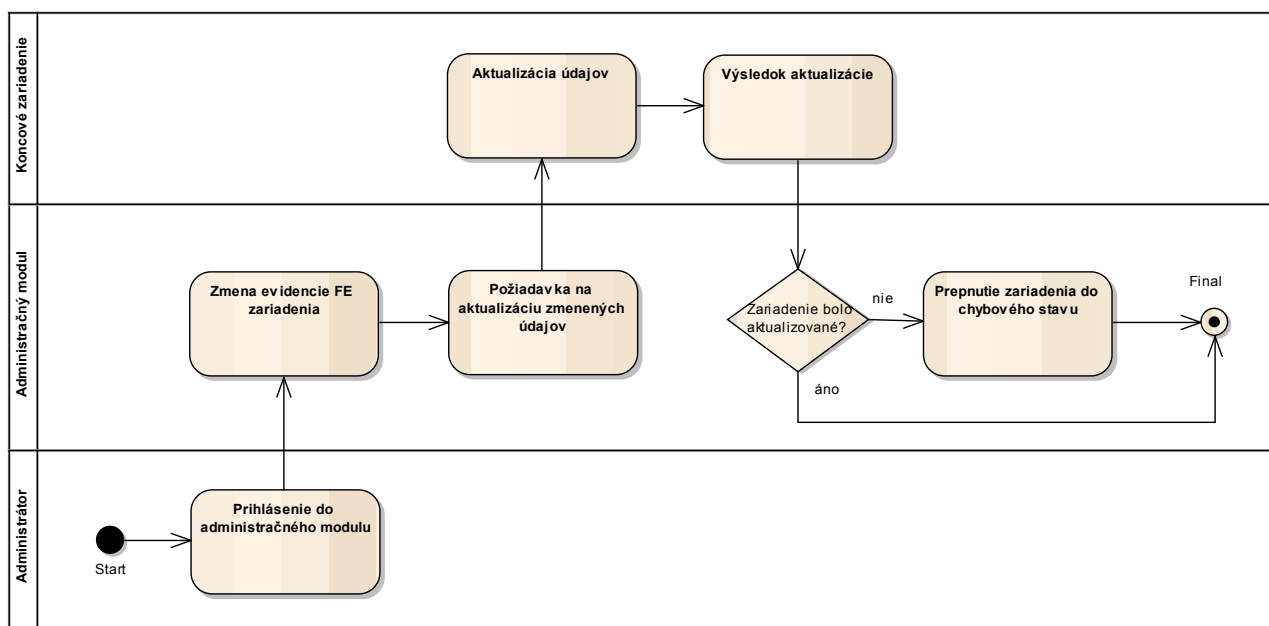 Koncové zariadenie
Aktualizácia údajov
Výsledok aktualizácie
Administračný modul
Zmena evidencie FE
zariadenia
Požiadavka na
aktualizáciu zmenených
údajov
Zariadenie bolo
aktualizované?
nie
áno
Prepnutie zariadenia do
chybového stavu
Final
Administrátor
Start
Prihlásenie do
administračného modulu